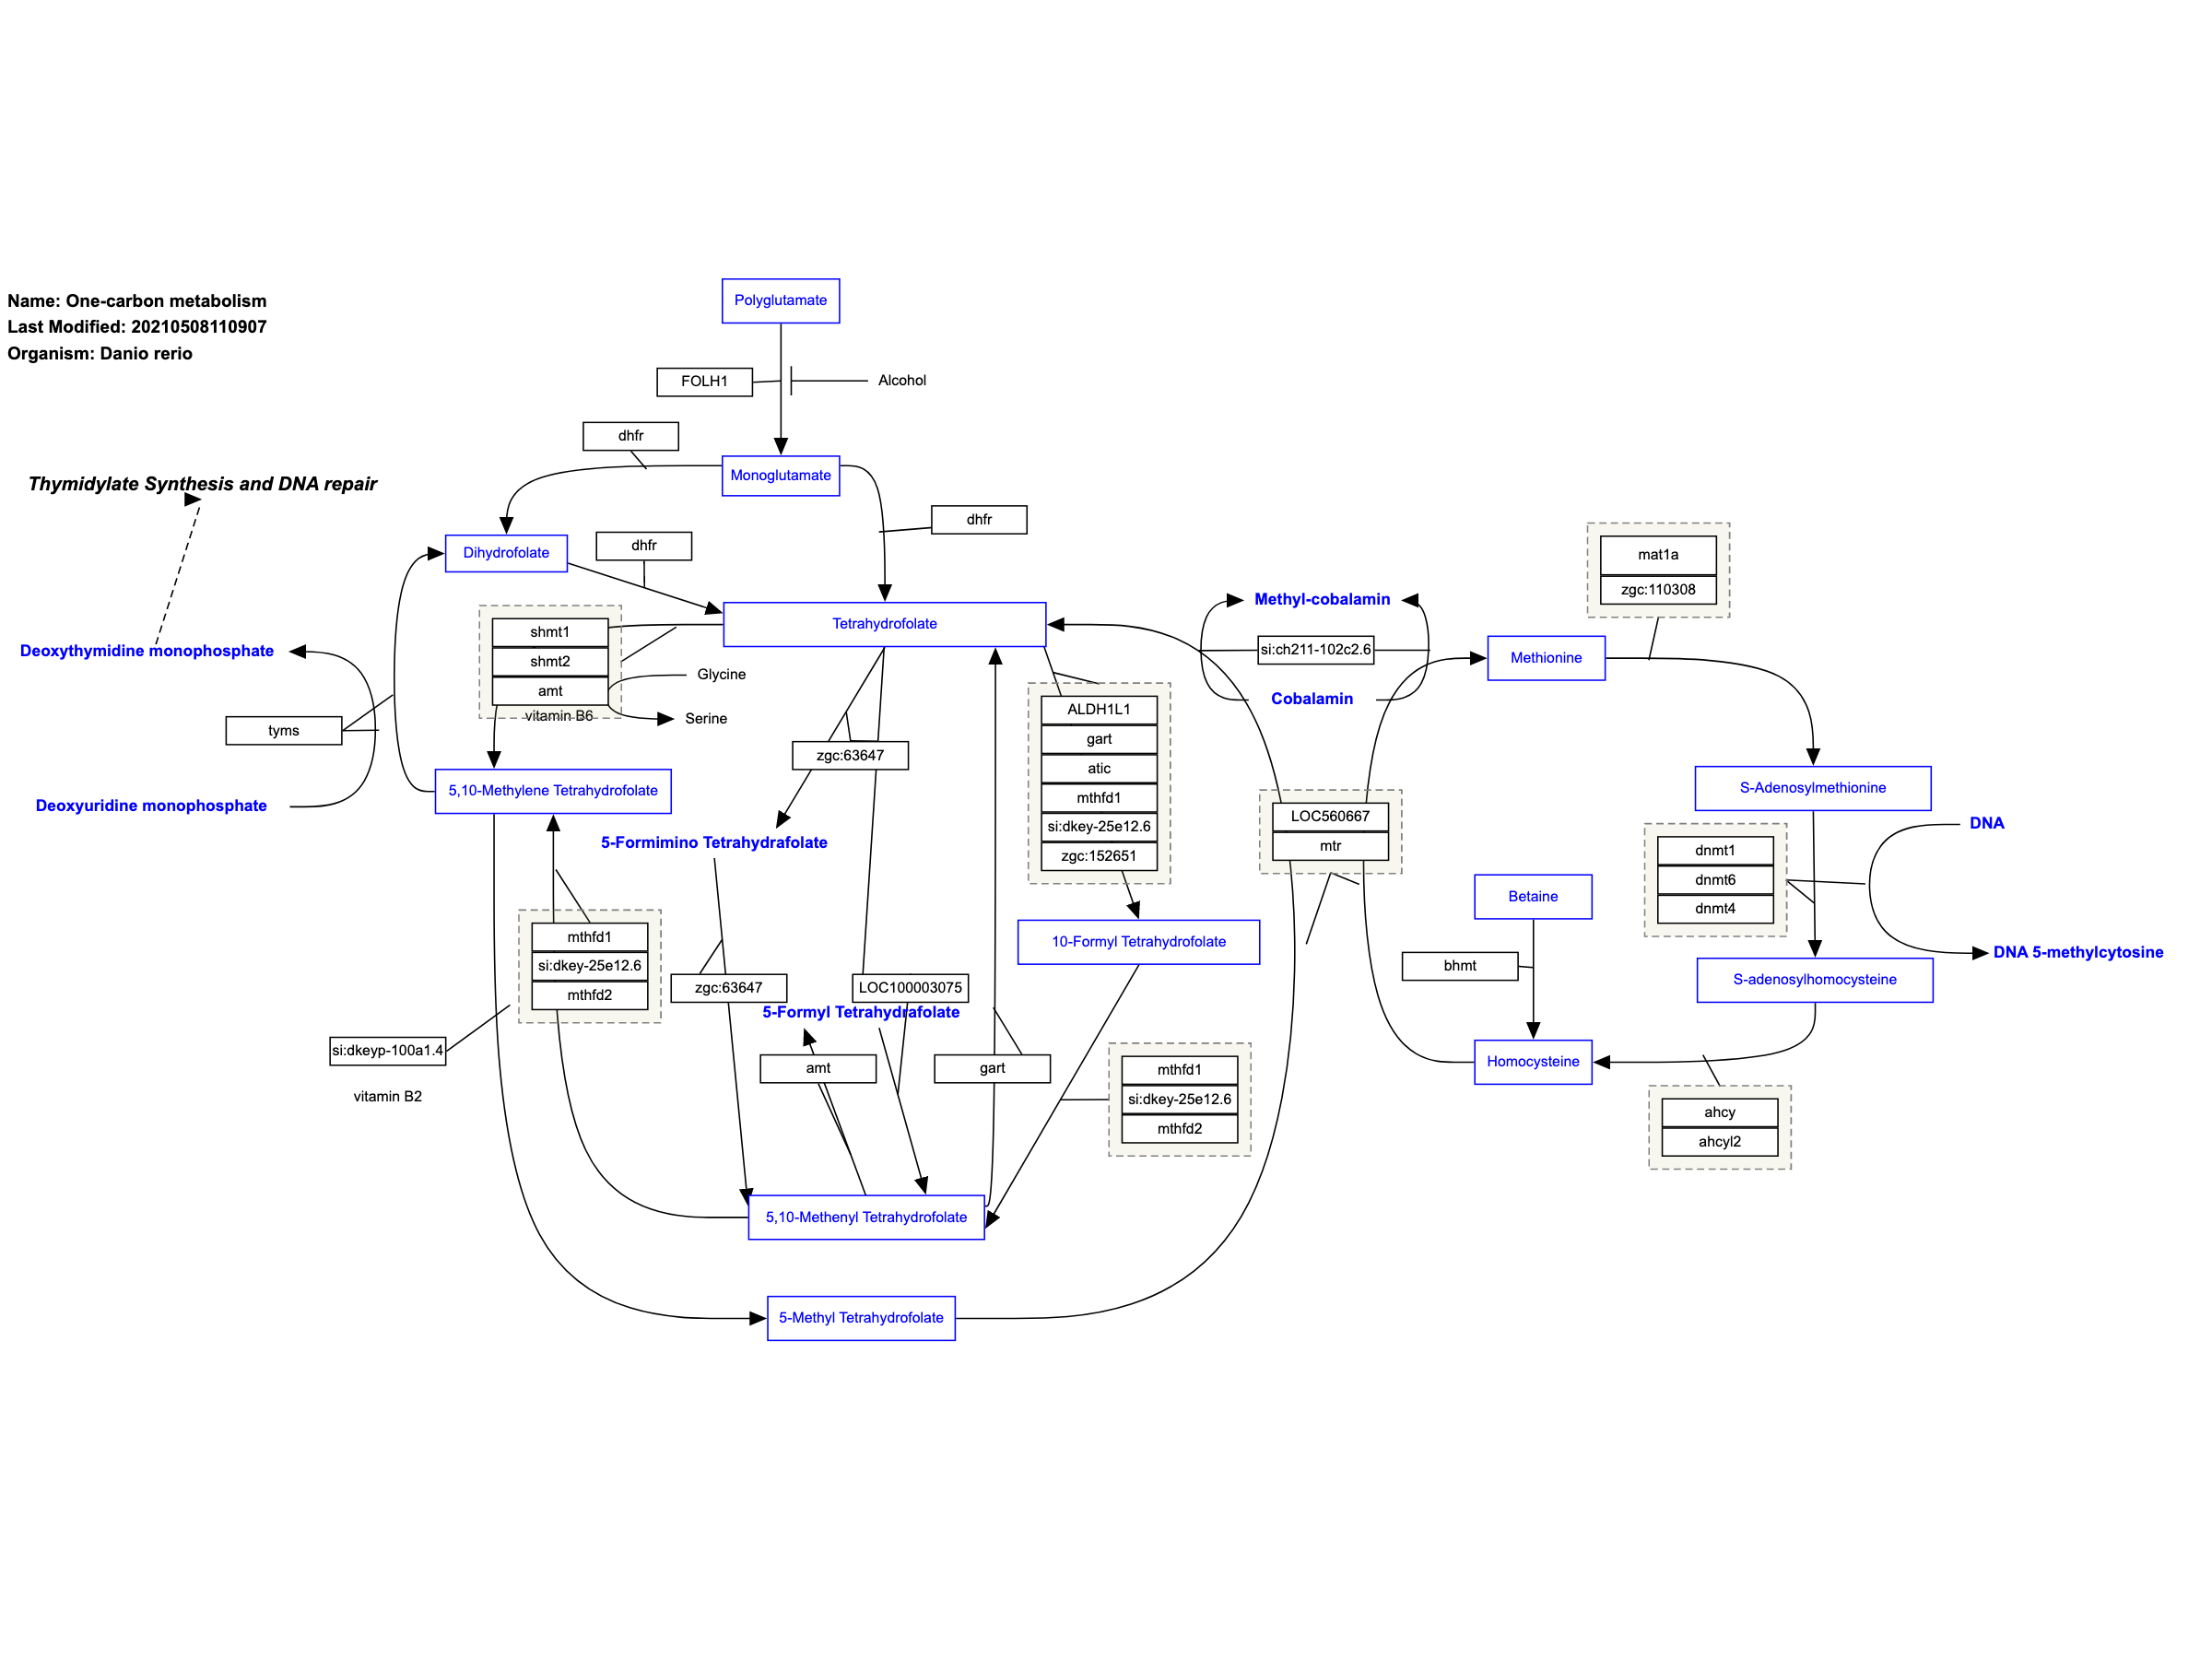 Name: One-carbon metabolism
Last Modified: 20210508110907
Organism: Danio rerio
Polyglutamate
FOLH1
Alcohol
dhfr
Monoglutamate
Thymidylate Synthesis and DNA repair
dhfr
dhfr
Dihydrofolate
Tetrahydrofolate
shmt1
shmt2
amt
vitamin B6
Glycine
Serine
Deoxythymidine monophosphate
tyms
Deoxyuridine monophosphate
5,10-Methylene Tetrahydrofolate
zgc:63647
5-Formimino Tetrahydrafolate
ALDH1L1
gart
atic
mthfd1
si:dkey-25e12.6
zgc:152651
Methyl-cobalamin
si:ch211-102c2.6
Cobalamin
mat1a
zgc:110308
Methionine
S-Adenosylmethionine
LOC560667
mtr
dnmt1
dnmt6
dnmt4
DNA
DNA 5-methylcytosine
Betaine
bhmt
S-adenosylhomocysteine
Homocysteine
ahcy
ahcyl2
10-Formyl Tetrahydrofolate
mthfd1
si:dkey-25e12.6
mthfd2
si:dkeyp-100a1.4
vitamin B2
zgc:63647
LOC100003075
5-Formyl Tetrahydrafolate
amt
gart
mthfd1
si:dkey-25e12.6
mthfd2
5,10-Methenyl Tetrahydrofolate
5-Methyl Tetrahydrofolate